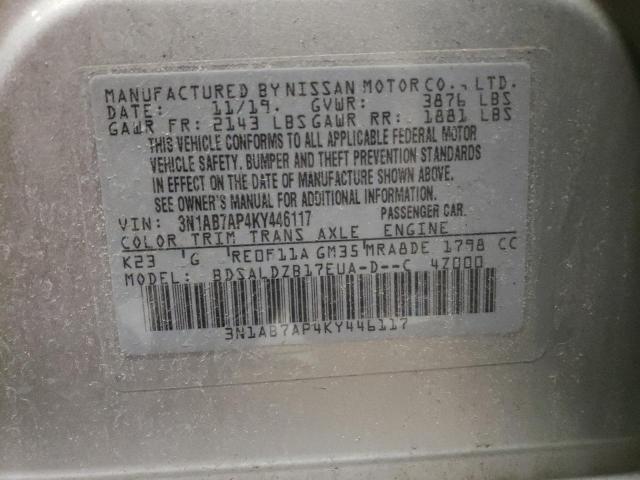 MANUFACTURED BY NISSAN MOTOR CO., LTD.
DATE: 11/19. GVWR: 3876 LBS
GAWR FR: 2143 LBS GAWR RR: 1881 LBS
THIS VEHICLE CONFORMS TO ALL APPLICABLE FEDERAL MOTOR
VEHICLE SAFETY, BUMPER AND THEFT PREVENTION STANDARDS
IN EFFECT ON THE DATE OF MANUFACTURE SHOWN ABOVE.
SEE OWNER'S MANUAL FOR ADDITIONAL INFORMATION.
VIN: 3N1AB7AP4KY446117 PASSENGER CAR.
COLOR TRIM TRANS AXLE ENGINE
K23 'G 'RE0F11A GM35 'MRA8DE 1798 CC
MODEL: BDSALDZB17EUA-D--C 4Z000
3N1AB7AP4KY446117